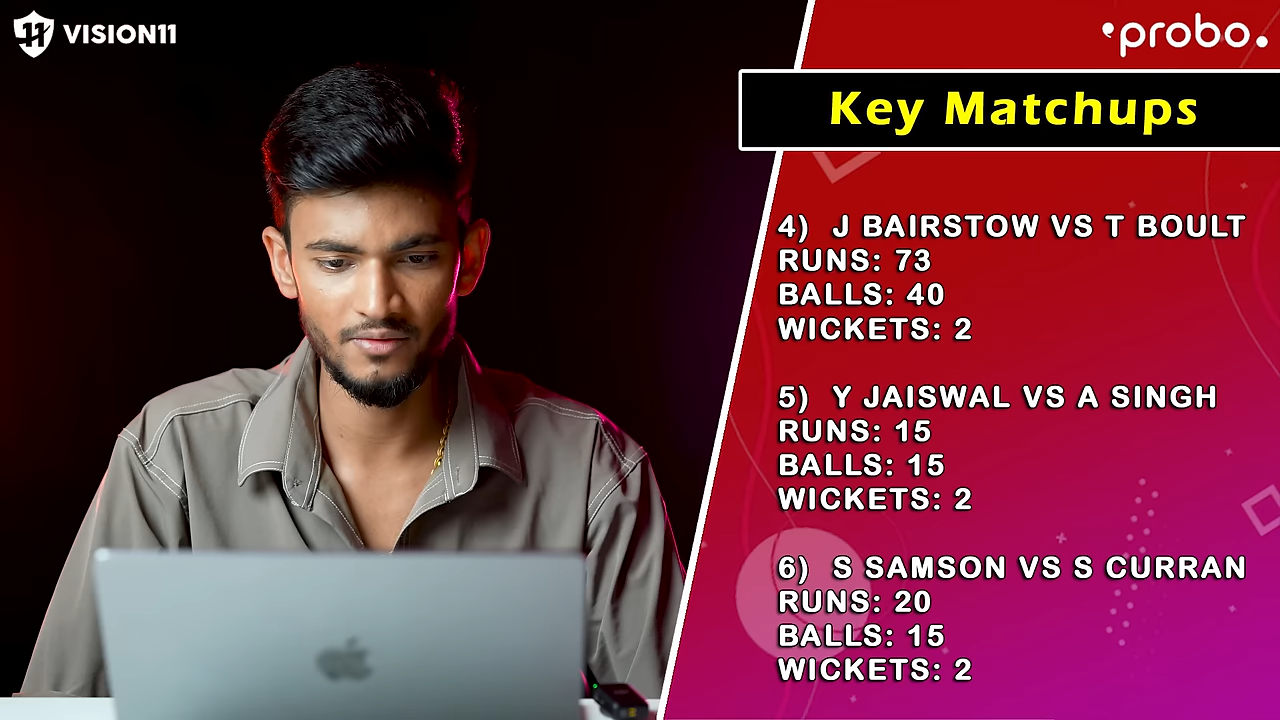 VISION11
probo.
Key Matchups
4) J BAIRSTOW VS T BOULT
RUNS: 73
BALLS: 40
WICKETS: 2
5) Y JAISWAL VS A SINGH
RUNS: 15
BALLS: 15
WICKETS: 2
6) S SAMSON VS S CURRAN
RUNS: 20
BALLS: 15
WICKETS: 2